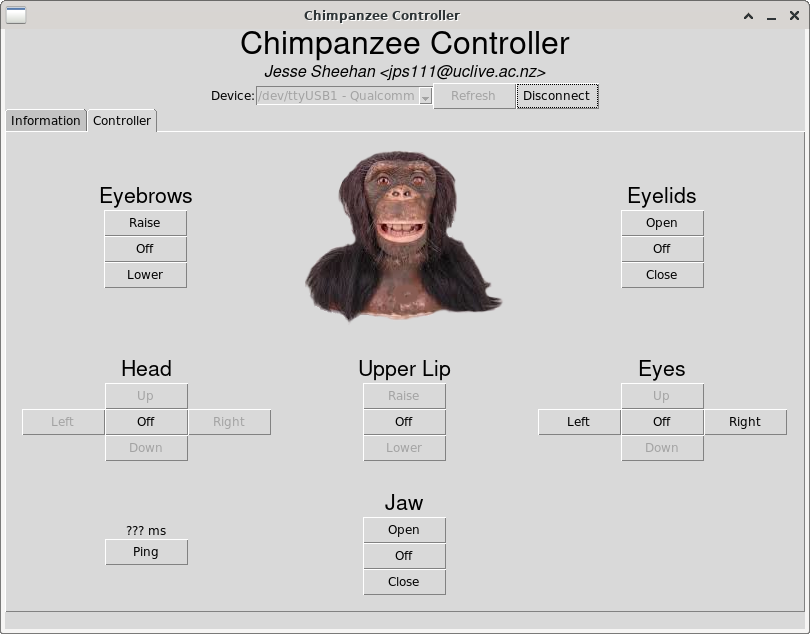 Chimpanzee Controller
Chimpanzee Controller
Jesse Sheehan <jps111@uclive.ac.nz>
Device: /dev/ttyUSB1 - Qualcomm Refresh Disconnect
Information Controller
Eyebrows
Raise
Off
Lower
Eyelids
Open
Off
Close
Head
Up
Left Off Right
Down
Upper Lip
Raise
Off
Lower
Eyes
Up
Left Off Right
Down
??? ms
Ping
Jaw
Open
Off
Close